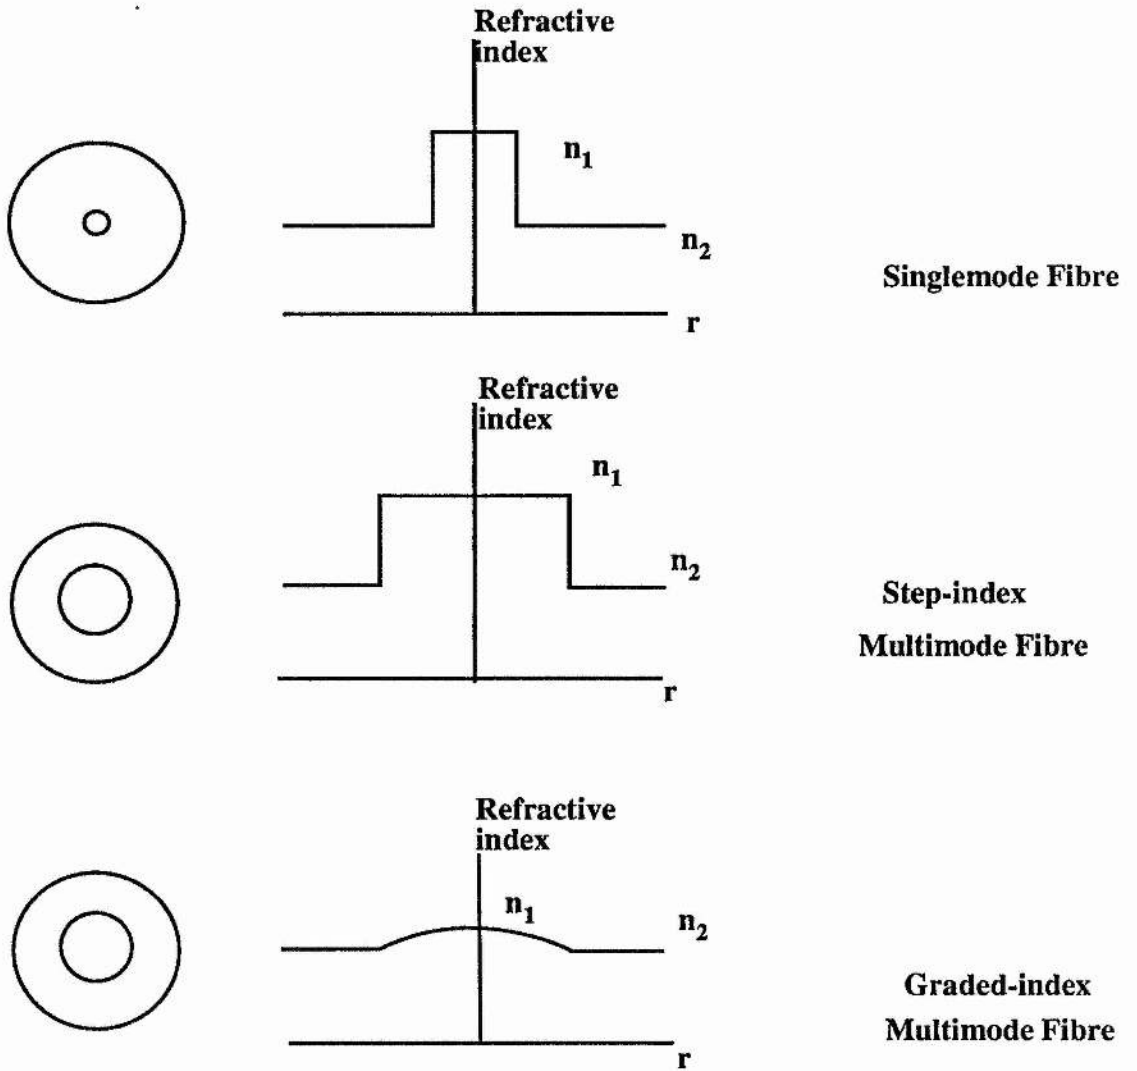 Refractive
index
n₁
n₂
Singlemode Fibre
r
Refractive
index
n₁
n₂
Step-index
Multimode Fibre
r
Refractive
index
n₁
n₂
Graded-index
Multimode Fibre
r